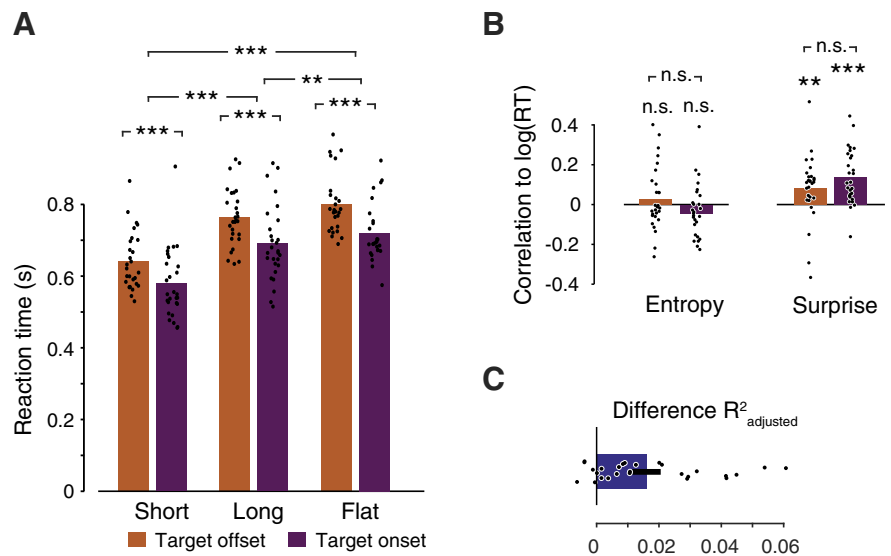 A
***
**
***
***
***
***
Reaction time (s)
0.8
0.6
0.4
0.2
0
Short Long Flat
Target offset Target onset
B
n.s.
n.s.
n.s. n.s.
** ***
Correlation to log(RT)
0.4
0.2
0
-0.2
-0.4
Entropy Surprise
C
Difference R²adjusted
0 0.02 0.04 0.06